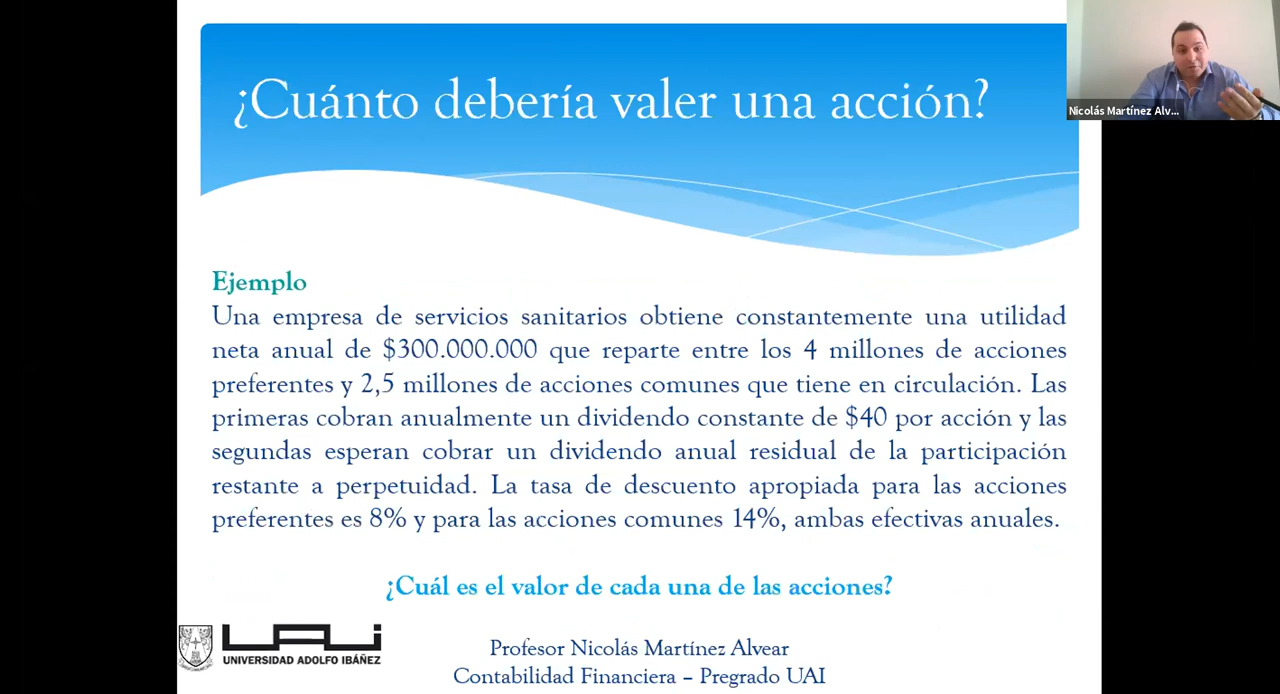 ¿Cuánto debería valer una acción?
Nicolás Martínez Alv...
Ejemplo
Una empresa de servicios sanitarios obtiene constantemente una utilidad
neta anual de $300.000.000 que reparte entre los 4 millones de acciones
preferentes y 2,5 millones de acciones comunes que tiene en circulación. Las
primeras cobran anualmente un dividendo constante de $40 por acción y las
segundas esperan cobrar un dividendo anual residual de la participación
restante a perpetuidad. La tasa de descuento apropiada para las acciones
preferentes es 8% y para las acciones comunes 14%, ambas efectivas anuales.
¿Cuál es el valor de cada una de las acciones?
UAI
UNIVERSIDAD ADOLFO IBÁÑEZ
Profesor Nicolás Martínez Alvear
Contabilidad Financiera – Pregrado UAI